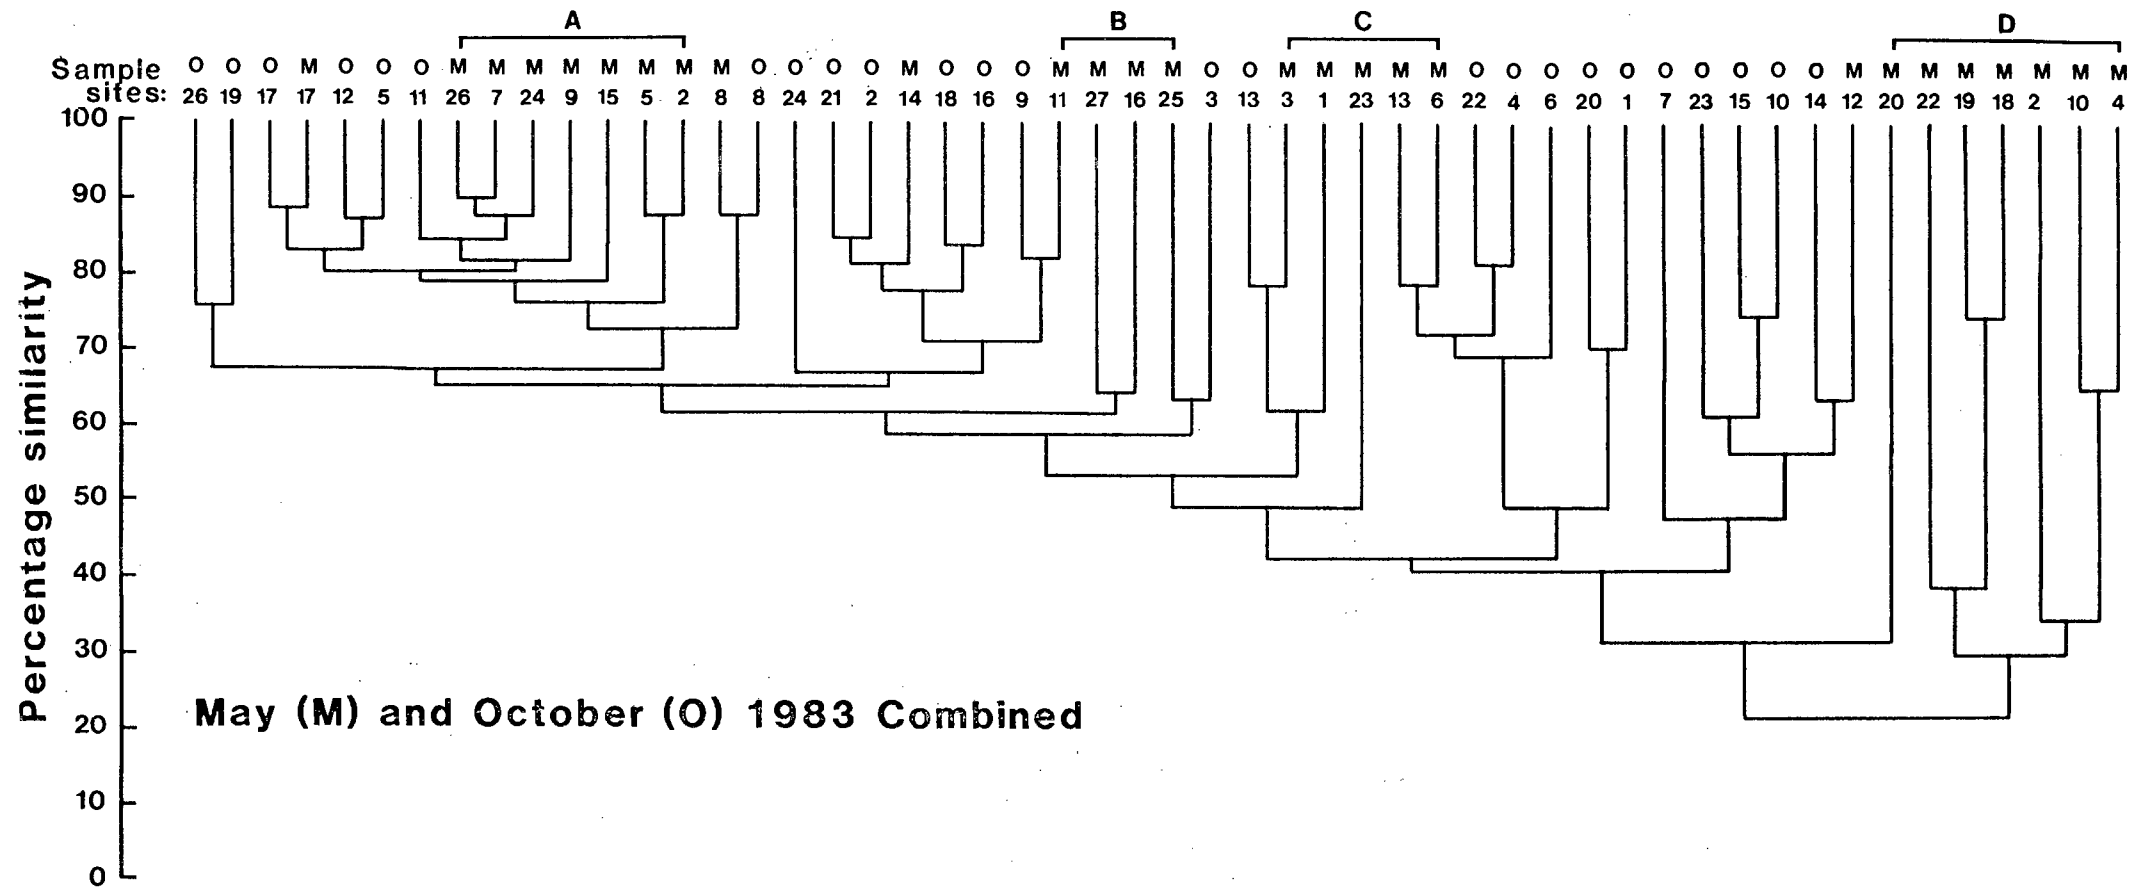 A B C D
Sample O O O M O O O M M M M M M M M O O O O M O O O M M M M O O M M M M M O O O O O O O O O O M M M M M M M M
sites: 26 19 17 17 12 5 11 26 7 24 9 15 5 2 8 8 24 21 2 14 18 16 9 11 27 16 25 3 13 3 1 23 13 6 22 4 6 20 1 7 23 15 10 14 12 20 22 19 18 2 10 4
100
90
80
70
60
50
40
30
20
10
0
Percentage similarity
May (M) and October (O) 1983 Combined